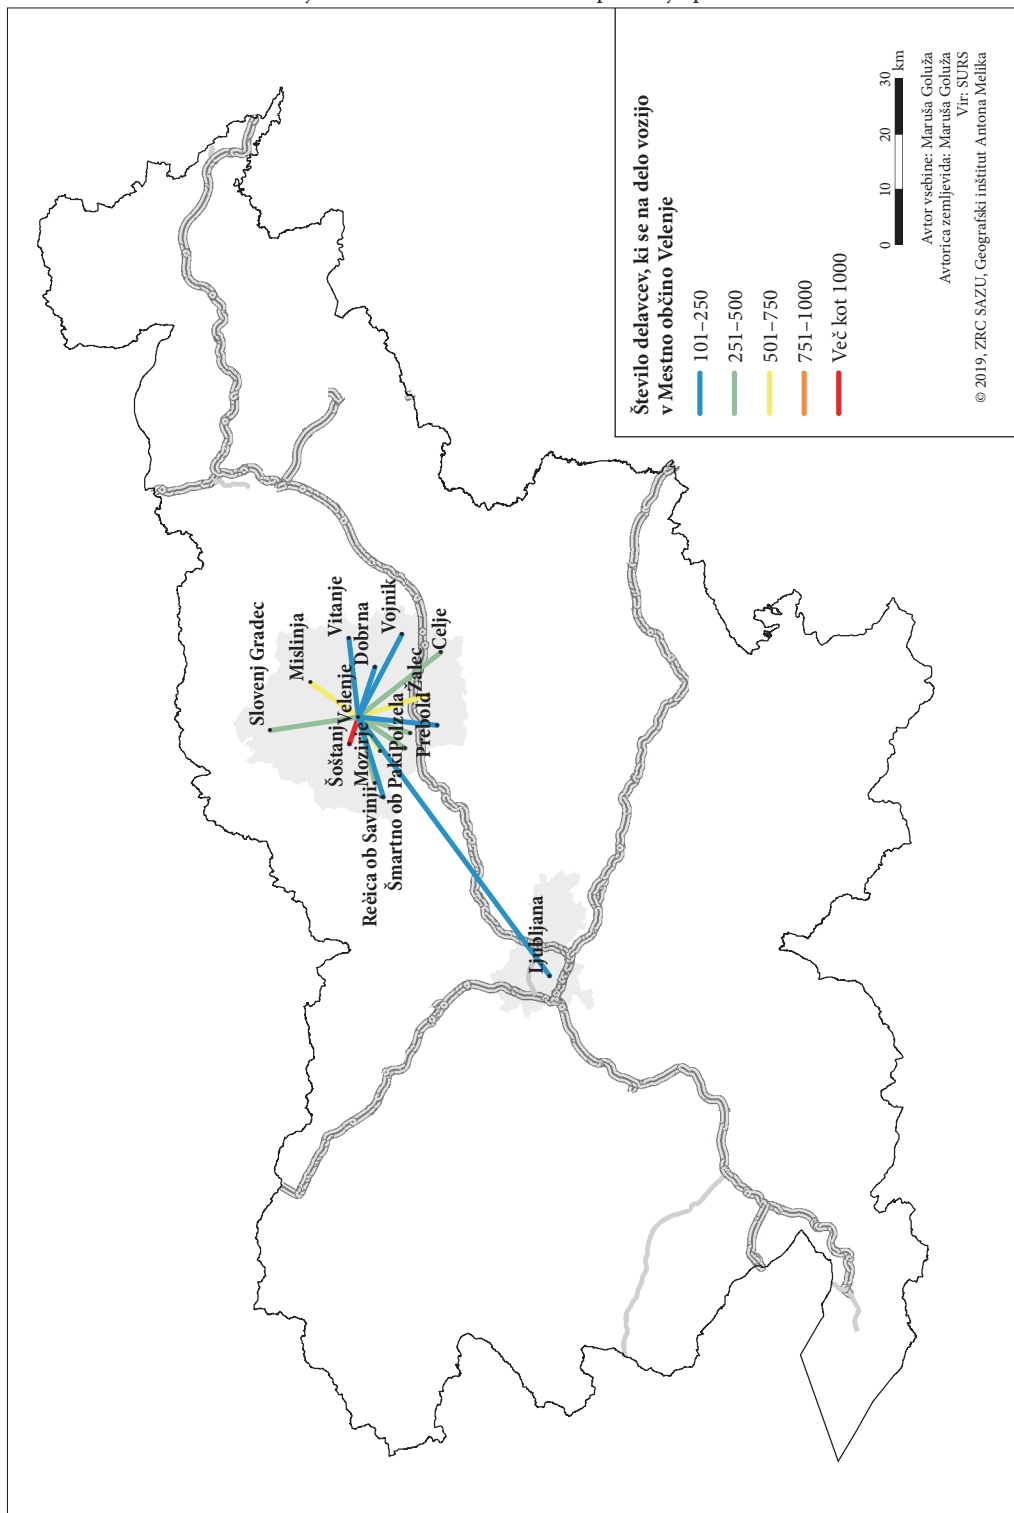 Slovenj Gradec
Mislinja
Vitanje
Dobrna
Vojnik
Celje
Velenje
Žalec
Šoštanj
Mozirje
Polzela
Prebold
Rečica ob Savinji
Šmartno ob Paki
Ljubljana
Število delavcev, ki se na delo vozijo
v Mestno občino Velenje
101–250
251–500
501–750
751–1000
Več kot 1000
0 10 20 30
km
Avtor vsebine: Maruša Goluža
Avtorica zemljevida: Maruša Goluža
Vir: SURS
© 2019, ZRC SAZU, Geografski inštitut Antona Melika